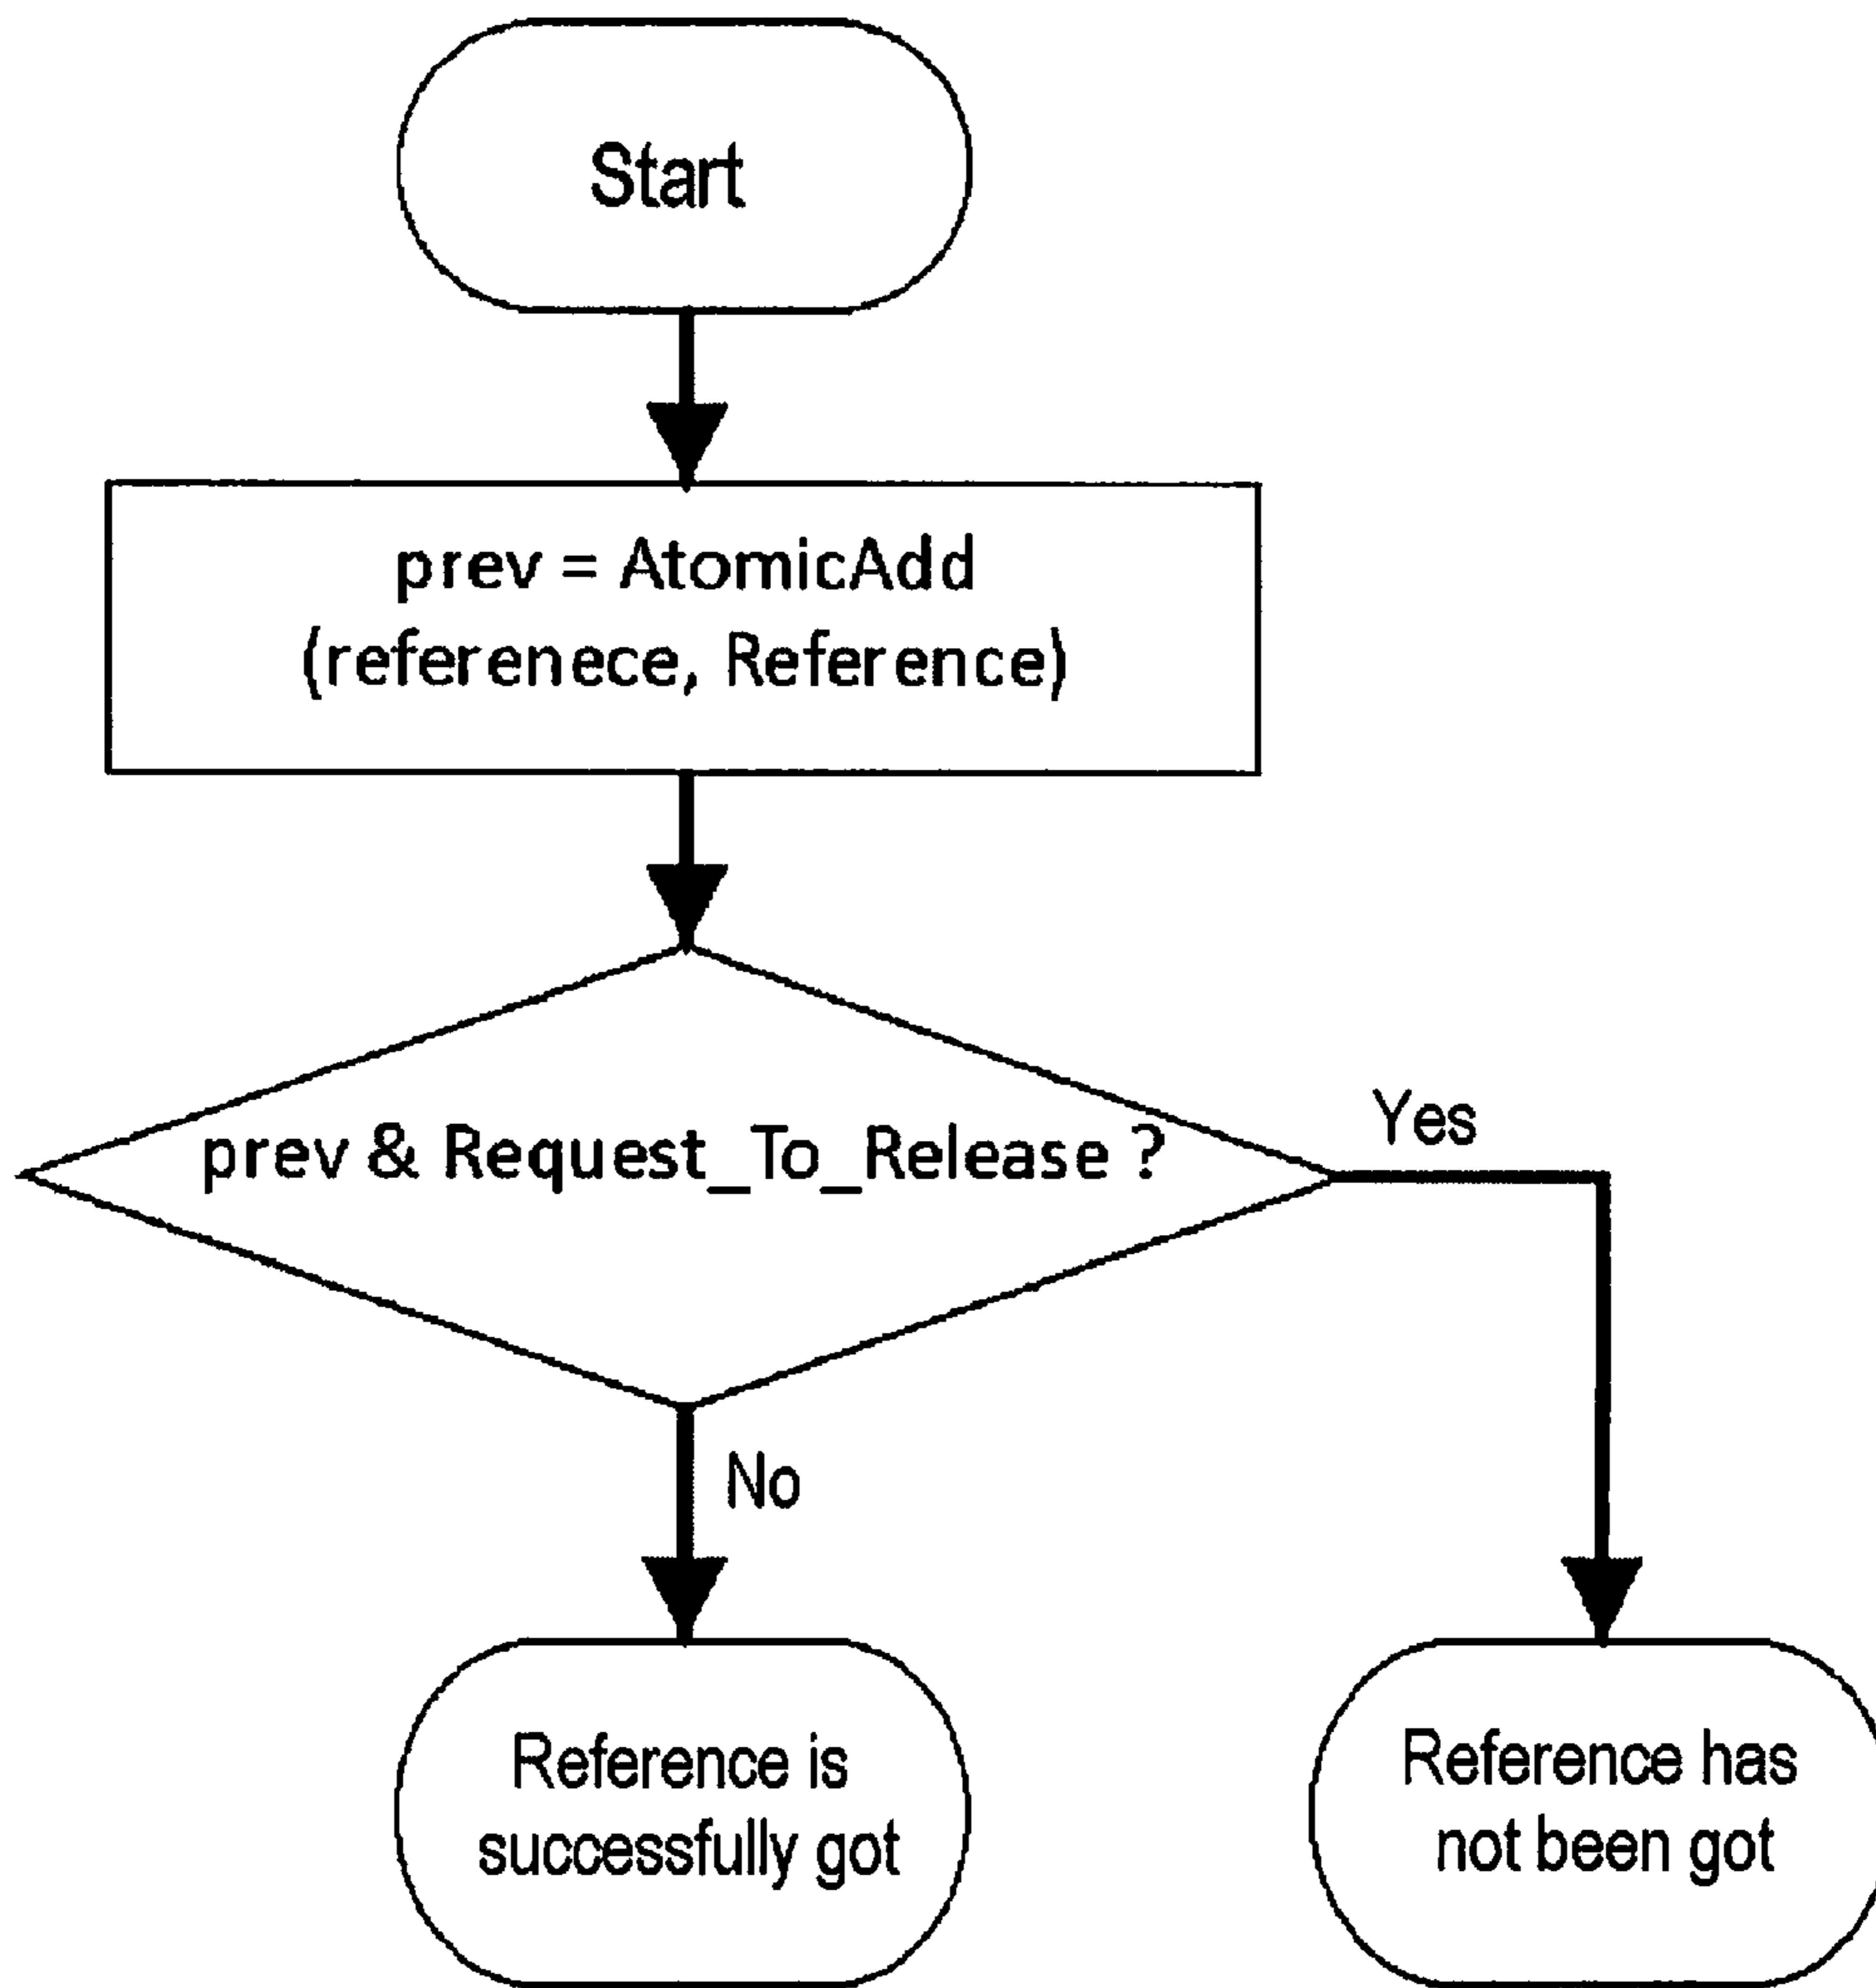 Start
prev = AtomicAdd
(referenece, Reference)
prev & Request_To_Release ?
Yes
No
Reference is
successfully got
Reference has
not been got